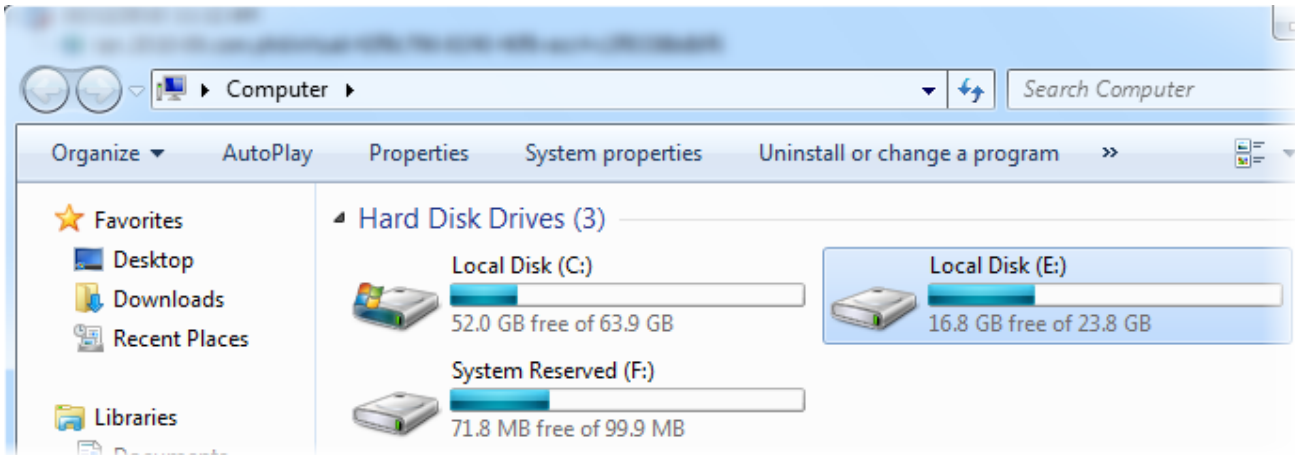 Computer
Search Computer
Organize AutoPlay Properties System properties Uninstall or change a program »
Favorites
Desktop
Downloads
Recent Places
Libraries
Hard Disk Drives (3)
Local Disk (C:)
52.0 GB free of 63.9 GB
Local Disk (E:)
16.8 GB free of 23.8 GB
System Reserved (F:)
71.8 MB free of 99.9 MB